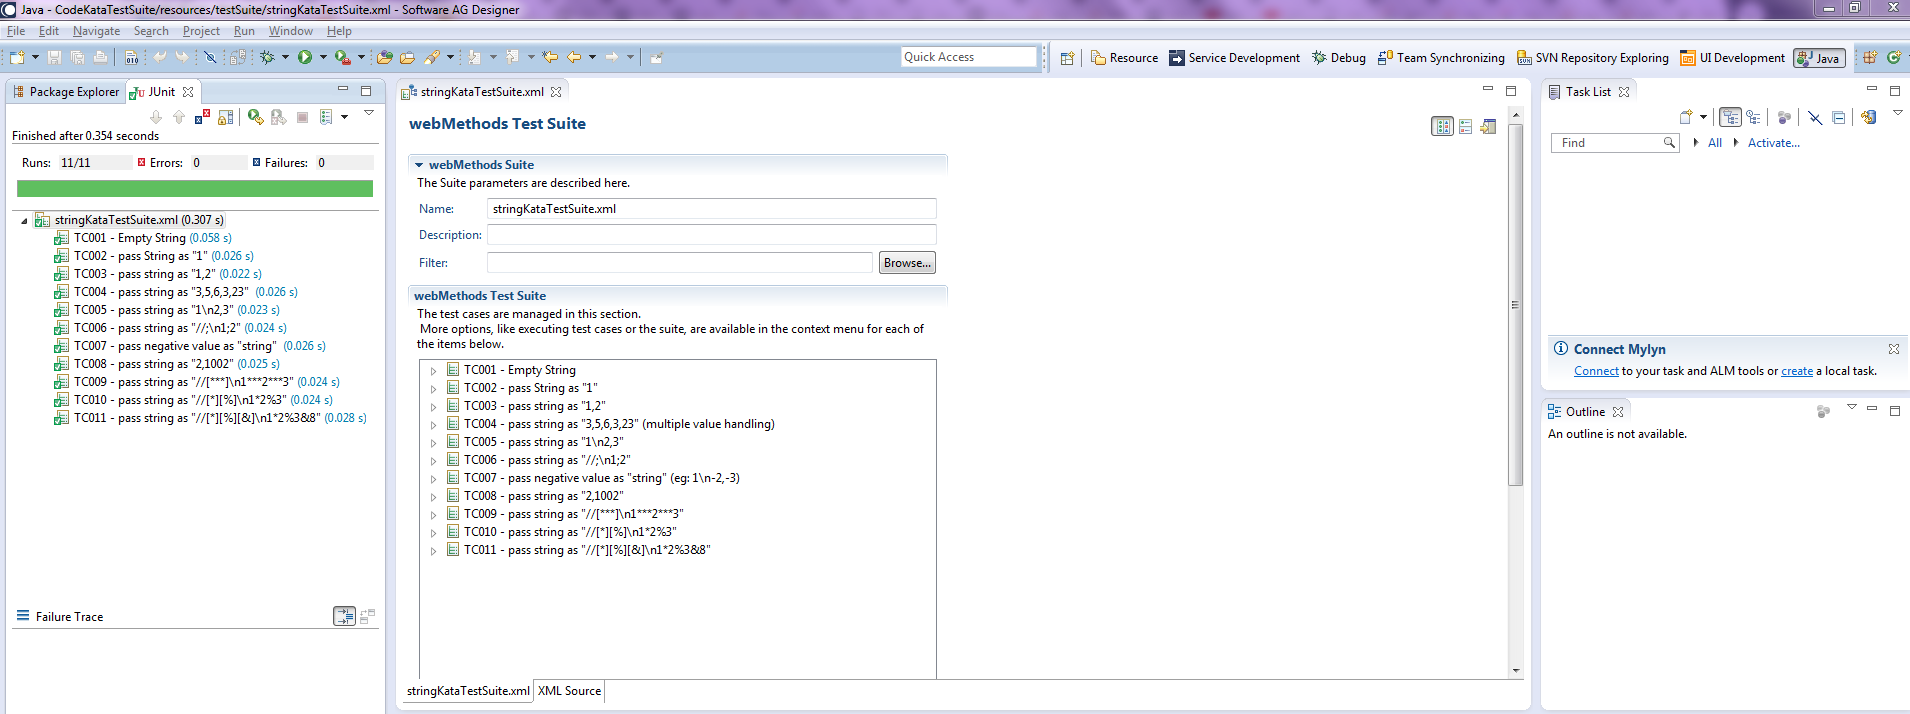 Java - CodeKataTestSuite/resources/testSuite/stringKataTestSuite.xml - Software AG Designer
File Edit Navigate Search Project Run Window Help
Quick Access
Resource Service Development Debug Team Synchronizing SVN Repository Exploring UI Development Java
Package Explorer JUnit
Finished after 0.354 seconds
Runs: 11/11 Errors: 0 Failures: 0
stringKataTestSuite.xml (0.307 s)
TC001 - Empty String (0.058 s)
TC002 - pass String as "1" (0.026 s)
TC003 - pass string as "1,2" (0.022 s)
TC004 - pass string as "3,5,6,3,23" (0.026 s)
TC005 - pass string as "1\n2,3" (0.023 s)
TC006 - pass string as "//;\n1;2" (0.024 s)
TC007 - pass negative value as "string" (0.026 s)
TC008 - pass string as "2,1002" (0.025 s)
TC009 - pass string as "//[***]\n1***2***3" (0.024 s)
TC010 - pass string as "//[*][%]\n1*2%3" (0.024 s)
TC011 - pass string as "//[*][%][&]\n1*2%3&8" (0.028 s)
Failure Trace
stringKataTestSuite.xml
webMethods Test Suite
webMethods Suite
The Suite parameters are described here.
Name: stringKataTestSuite.xml
Description:
Filter: Browse...
webMethods Test Suite
The test cases are managed in this section.
More options, like executing test cases or the suite, are available in the context menu for each of
the items below.
TC001 - Empty String
TC002 - pass String as "1"
TC003 - pass string as "1,2"
TC004 - pass string as "3,5,6,3,23" (multiple value handling)
TC005 - pass string as "1\n2,3"
TC006 - pass string as "//;\n1;2"
TC007 - pass negative value as "string" (eg: 1\n-2,-3)
TC008 - pass string as "2,1002"
TC009 - pass string as "//[***]\n1***2***3"
TC010 - pass string as "//[*][%]\n1*2%3"
TC011 - pass string as "//[*][%][&]\n1*2%3&8"
stringKataTestSuite.xml XML Source
Task List
Find All Activate...
Connect Mylyn
Connect to your task and ALM tools or create a local task.
Outline
An outline is not available.